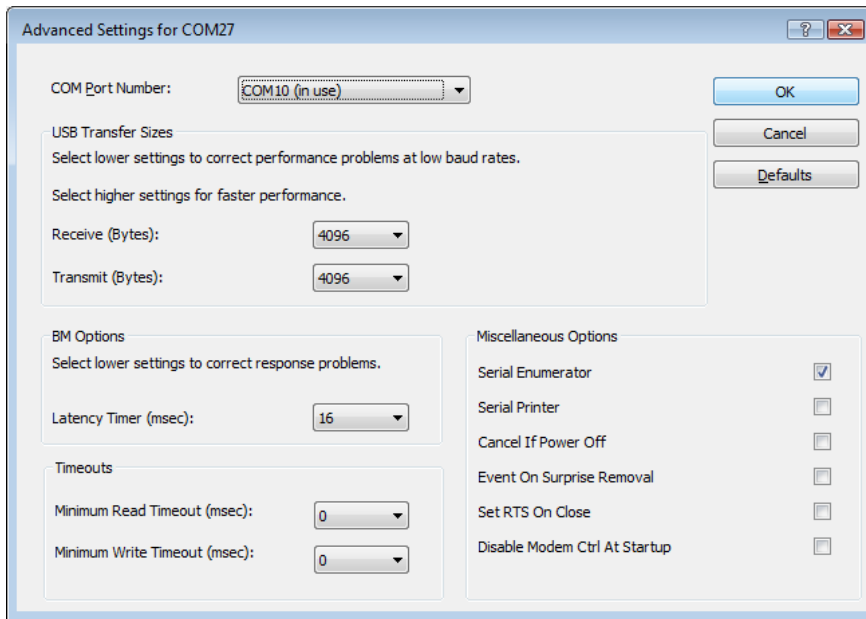 Advanced Settings for COM27
COM Port Number:
COM10 (in use)
OK
USB Transfer Sizes
Cancel
Select lower settings to correct performance problems at low baud rates.
Defaults
Select higher settings for faster performance.
Receive (Bytes):
4096
Transmit (Bytes):
4096
BM Options
Select lower settings to correct response problems.
Latency Timer (msec):
16
Timeouts
Minimum Read Timeout (msec):
0
Minimum Write Timeout (msec):
0
Miscellaneous Options
Serial Enumerator
Serial Printer
Cancel If Power Off
Event On Surprise Removal
Set RTS On Close
Disable Modem Ctrl At Startup